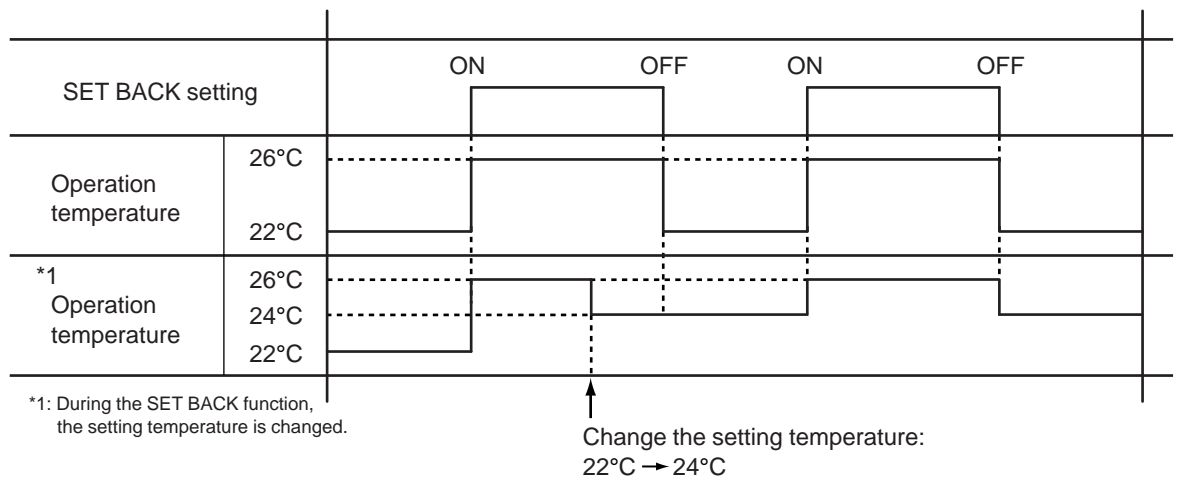 ON OFF ON OFF
SET BACK setting
26°C
Operation
temperature
22°C
*1
26°C
Operation
24°C
temperature
22°C
*1: During the SET BACK function,
the setting temperature is changed.
Change the setting temperature:
22°C → 24°C